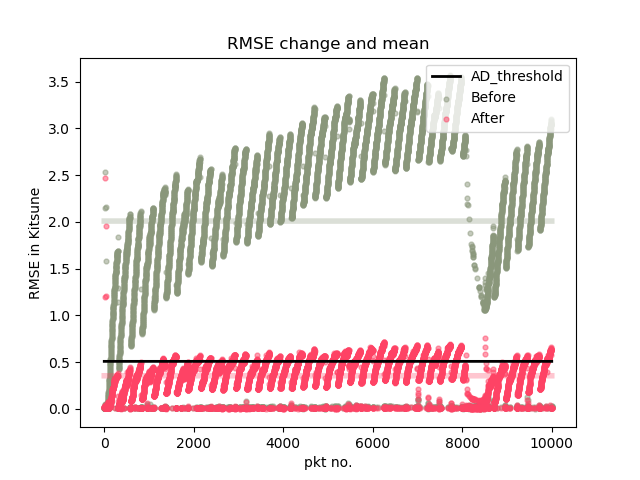 RMSE change and mean
AD_threshold
Before
After
3.5
3.0
2.5
2.0
1.5
1.0
0.5
0.0
RMSE in Kitsune
0 2000 4000 6000 8000 10000
pkt no.